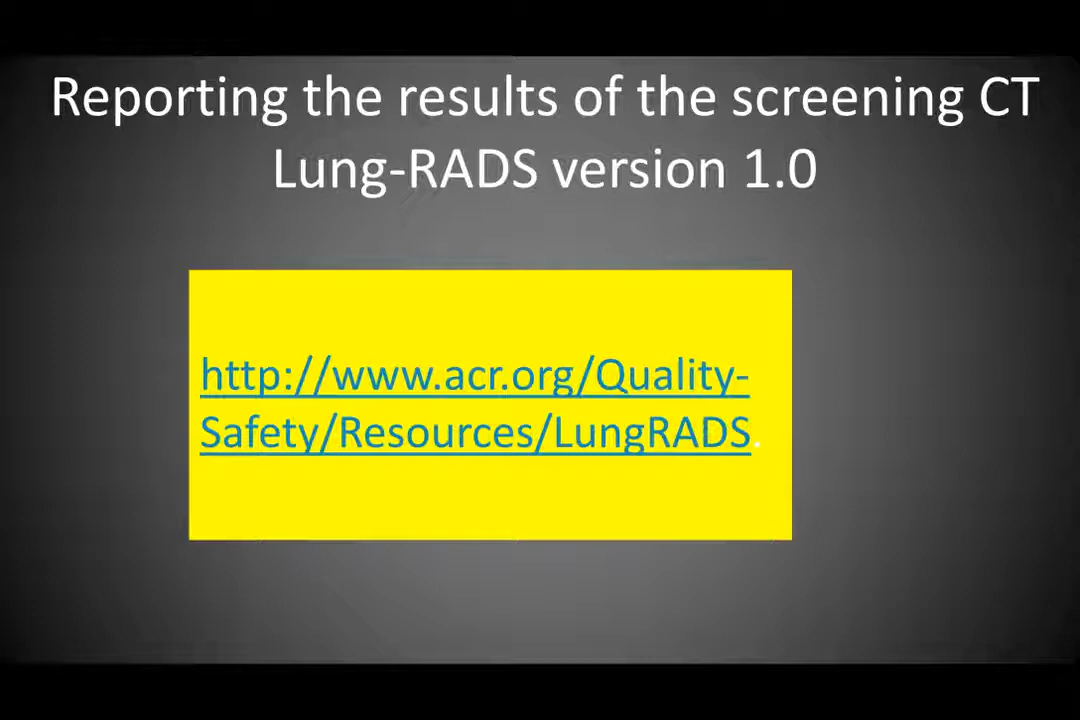 Reporting the results of the screening CT
Lung-RADS version 1.0
http://www.acr.org/Quality-
Safety/Resources/LungRADS.